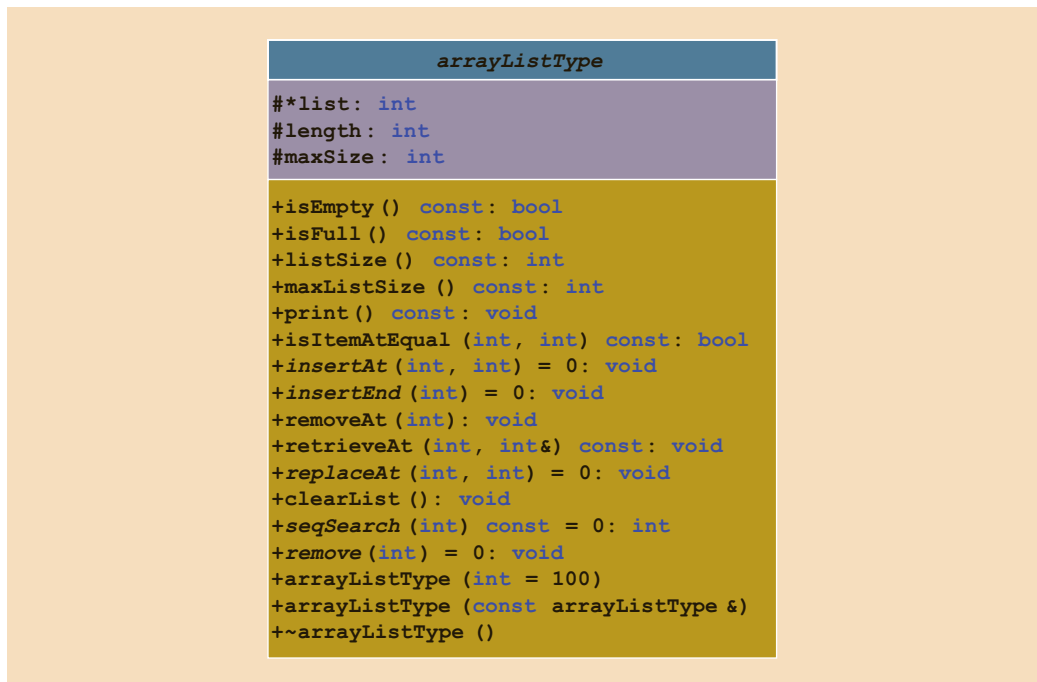 arrayListType
#*list: int
#length: int
#maxSize: int
+isEmpty() const: bool
+isFull() const: bool
+listSize() const: int
+maxListSize() const: int
+print() const: void
+isItemAtEqual(int, int) const: bool
+insertAt(int, int) = 0: void
+insertEnd(int) = 0: void
+removeAt(int): void
+retrieveAt(int, int&) const: void
+replaceAt(int, int) = 0: void
+clearList(): void
+seqSearch(int) const = 0: int
+remove(int) = 0: void
+arrayListType(int = 100)
+arrayListType(const arrayListType&)
+~arrayListType()